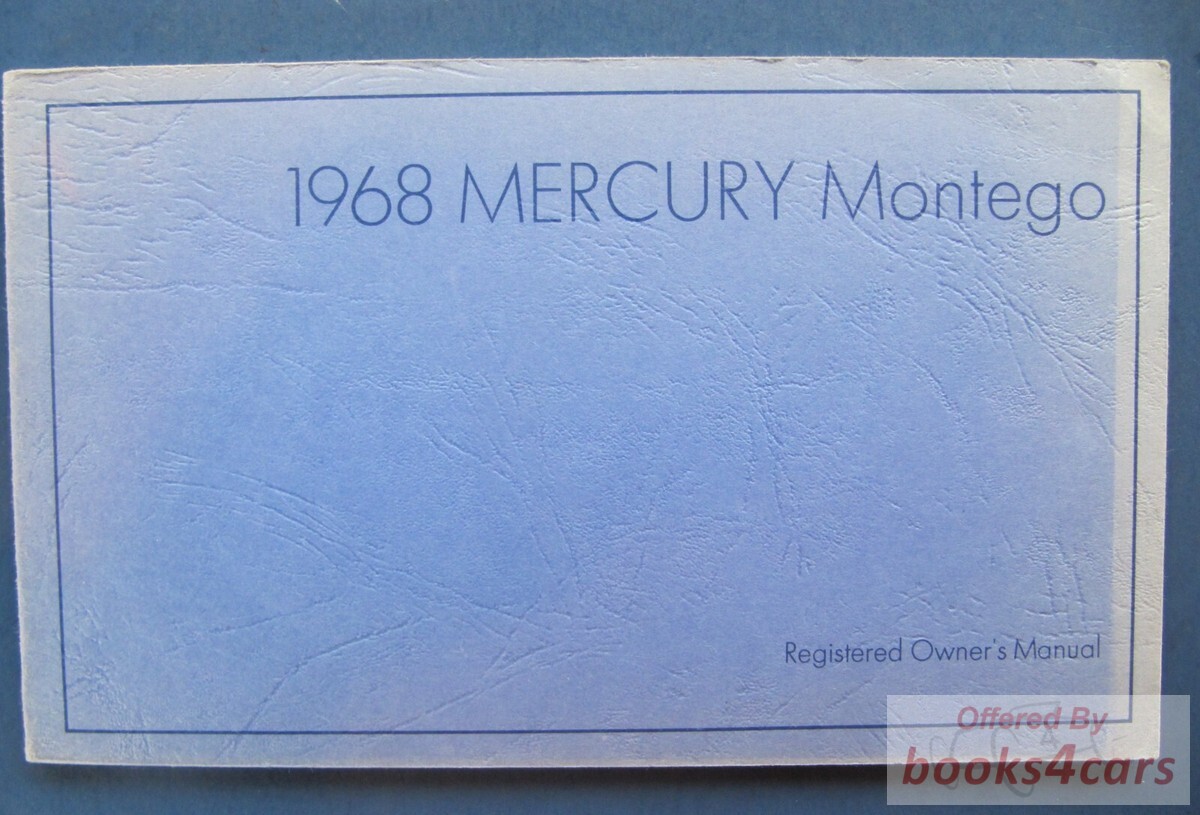 1968 MERCURY Montego
Registered Owner's Manual
Offered By
books4cars